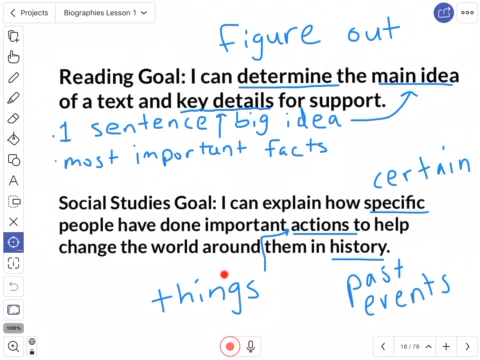 Projects
Biographies Lesson 1
figure out
Reading Goal: I can determine the main idea
of a text and key details for support.
· 1 sentence big idea
· most important facts
certain
Social Studies Goal: I can explain how specific
people have done important actions to help
change the world around them in history.
things
past
events
100%
18 / 78